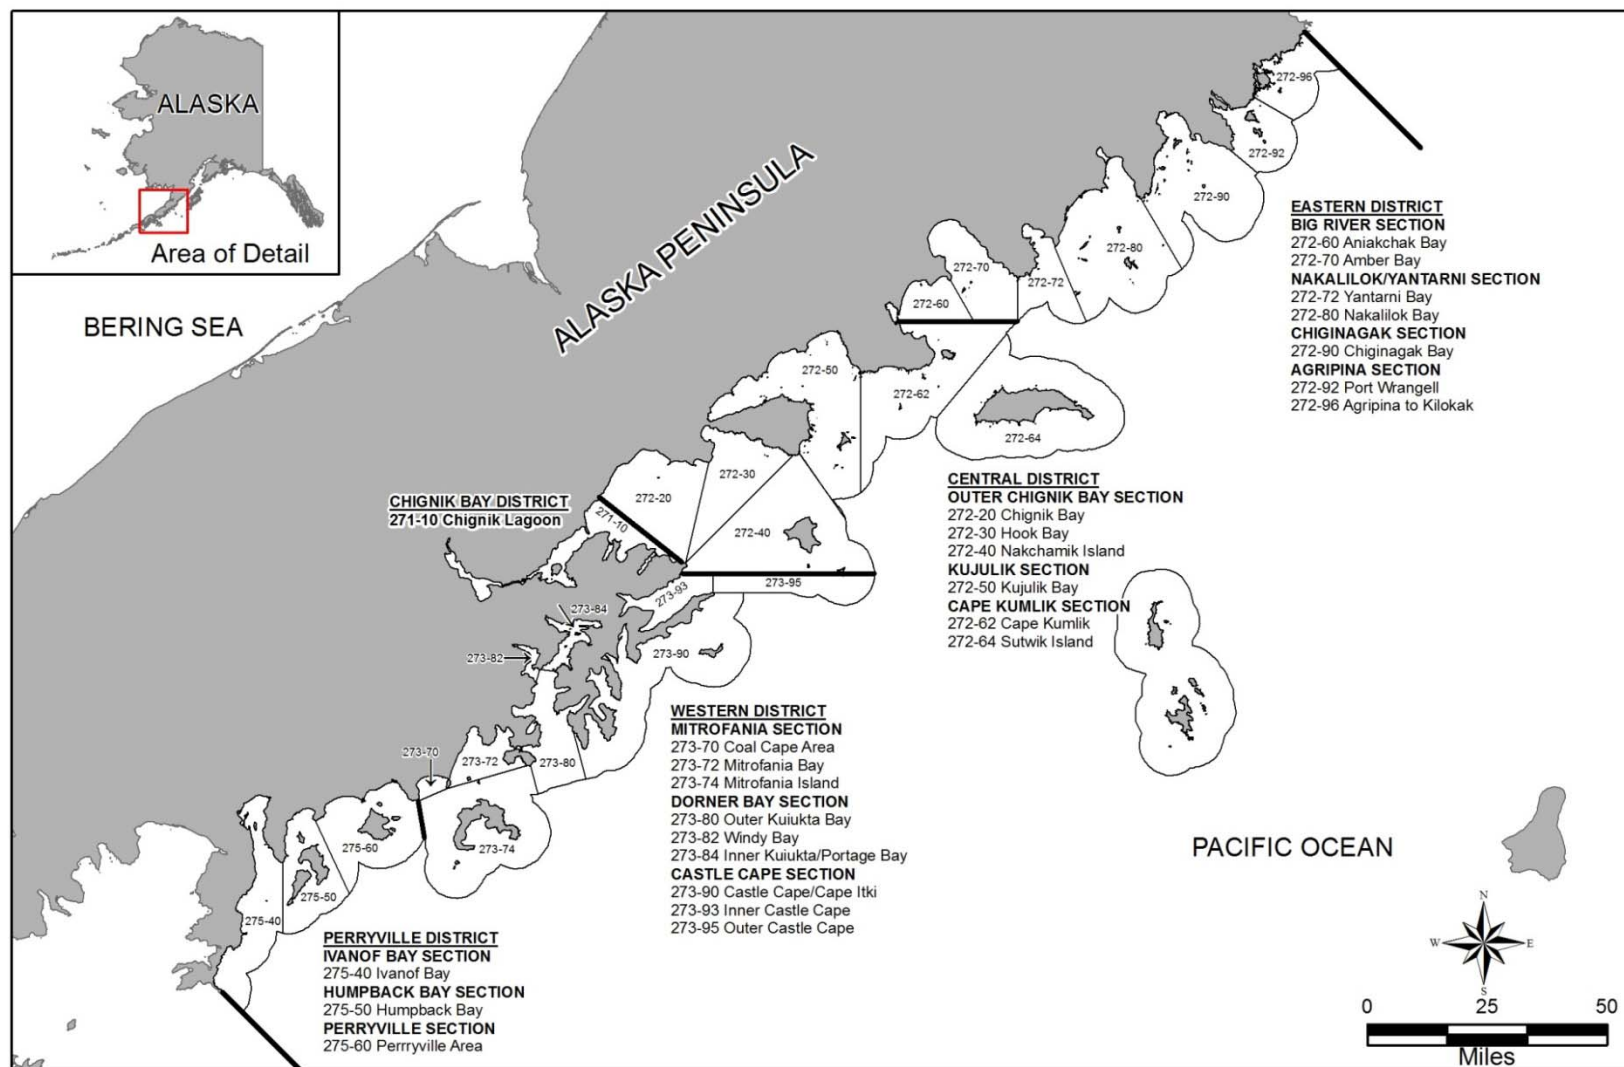 ALASKA
Area of Detail
BERING SEA
ALASKA PENINSULA
272-96
272-92
272-90
272-80
272-72
272-70
272-60
272-62
272-64
272-50
272-30
272-20
272-40
271-10
273-95
273-93
273-84
273-82
273-90
273-80
273-72
273-70
273-74
275-60
275-50
275-40
CHIGNIK BAY DISTRICT
271-10 Chignik Lagoon
EASTERN DISTRICT
BIG RIVER SECTION
272-60 Aniakchak Bay
272-70 Amber Bay
NAKALILOK/YANTARNI SECTION
272-72 Yantarni Bay
272-80 Nakalilok Bay
CHIGINAGAK SECTION
272-90 Chiginagak Bay
AGRIPINA SECTION
272-92 Port Wrangell
272-96 Agripina to Kilokak
CENTRAL DISTRICT
OUTER CHIGNIK BAY SECTION
272-20 Chignik Bay
272-30 Hook Bay
272-40 Nakchamik Island
KUJULIK SECTION
272-50 Kujulik Bay
CAPE KUMLIK SECTION
272-62 Cape Kumlik
272-64 Sutwik Island
WESTERN DISTRICT
MITROFANIA SECTION
273-70 Coal Cape Area
273-72 Mitrofania Bay
273-74 Mitrofania Island
DORNER BAY SECTION
273-80 Outer Kuiukta Bay
273-82 Windy Bay
273-84 Inner Kuiukta/Portage Bay
CASTLE CAPE SECTION
273-90 Castle Cape/Cape Itki
273-93 Inner Castle Cape
273-95 Outer Castle Cape
PERRYVILLE DISTRICT
IVANOF BAY SECTION
275-40 Ivanof Bay
HUMPBACK BAY SECTION
275-50 Humpback Bay
PERRYVILLE SECTION
275-60 Perrryville Area
PACIFIC OCEAN
N
W E
S
0 25 50
Miles